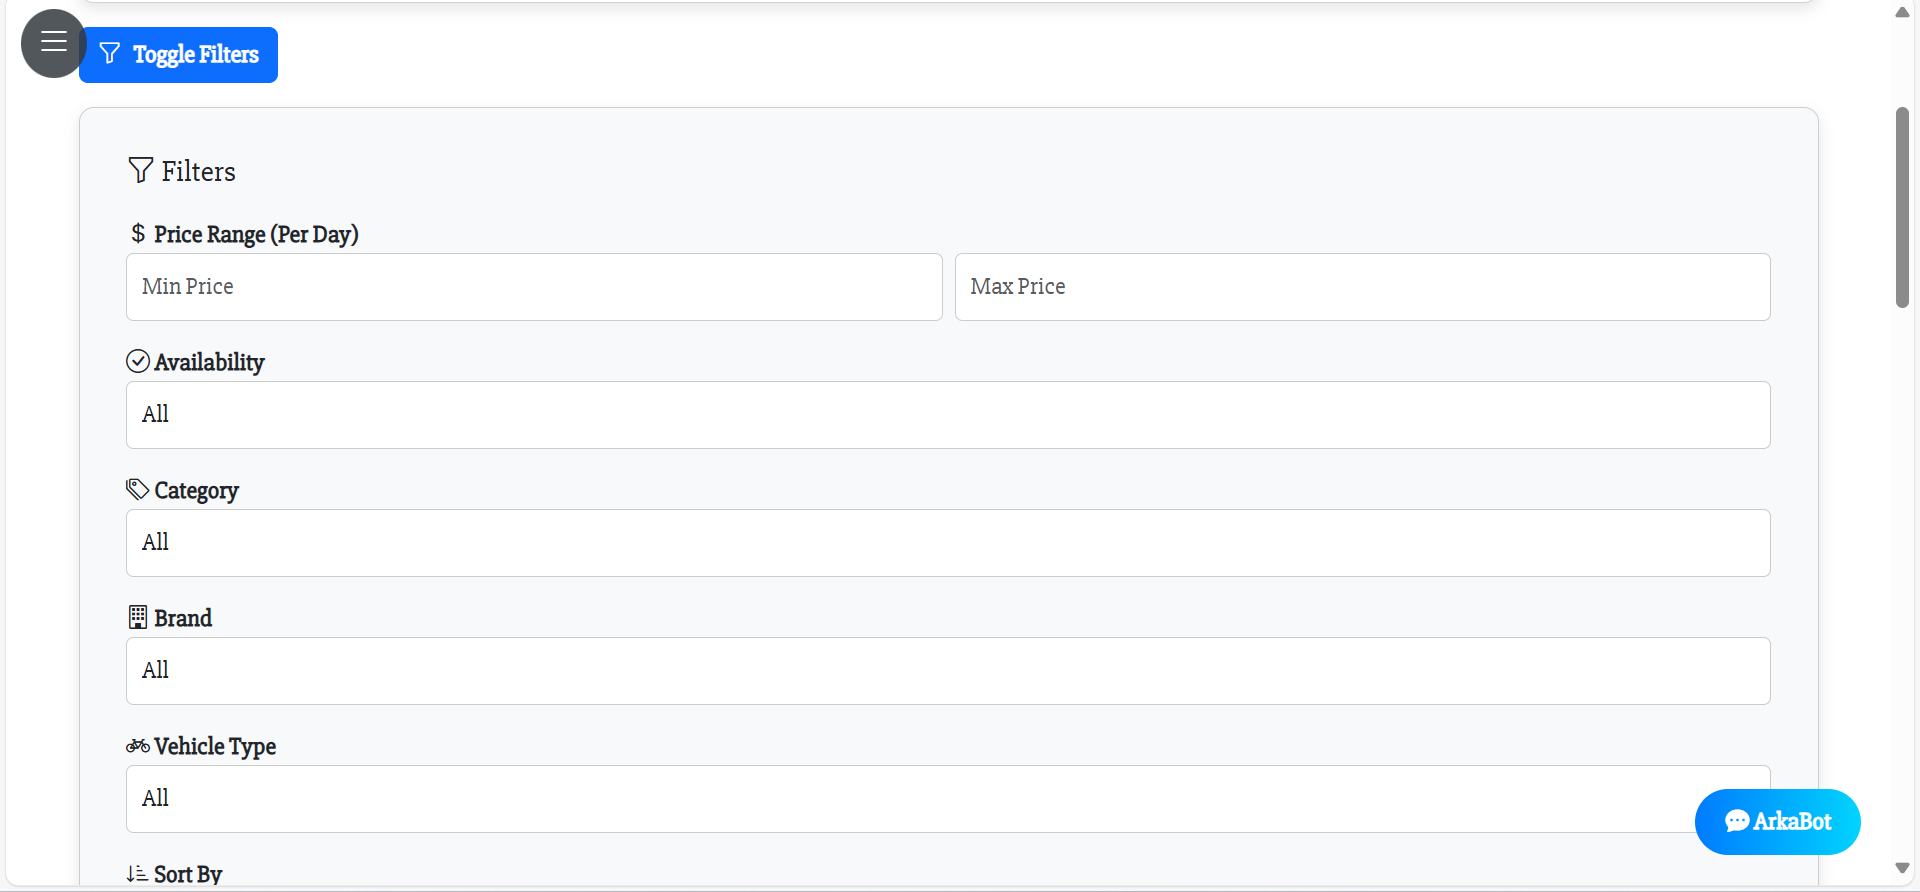 Toggle Filters
Filters
$ Price Range (Per Day)
Min Price
Max Price
Availability
All
Category
All
Brand
All
Vehicle Type
All
ArkaBot
Sort By